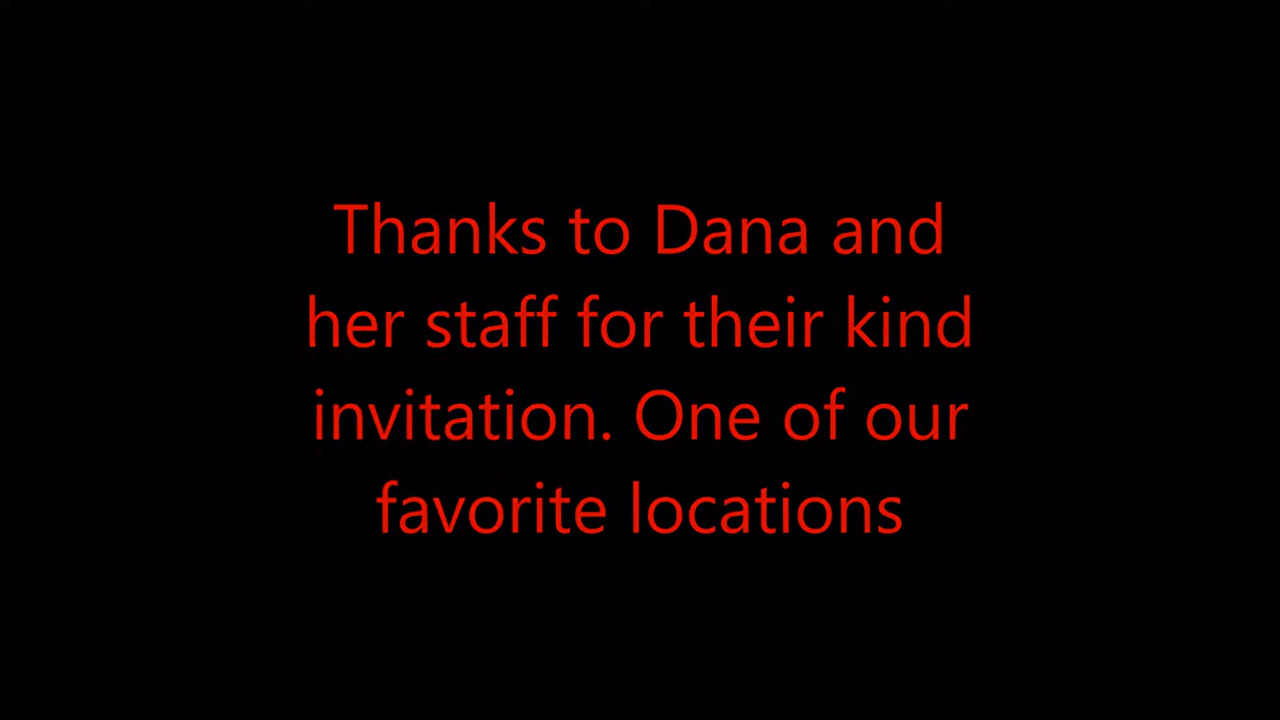 Thanks to Dana and
her staff for their kind
invitation. One of our
favorite locations